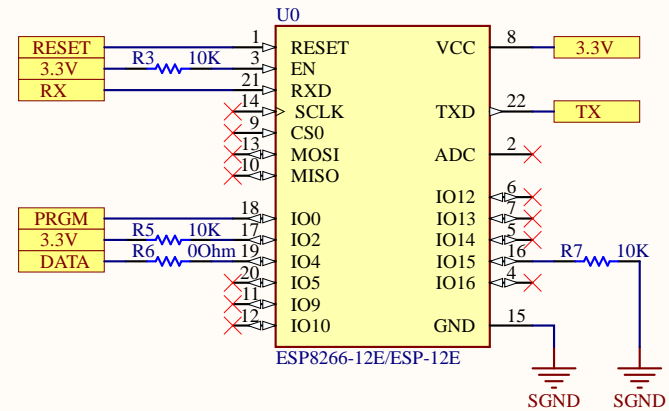 U0
RESET 1 RESET VCC 8 3.3V
3.3V R3 10K 3 EN
RX 21 RXD
14 SCLK TXD 22 TX
9 CS0
13 MOSI ADC 2
10 MISO
IO12 6
PRGM 18 IO0 IO13 7
3.3V R5 10K 17 IO2 IO14 5
DATA R6 0Ohm 19 IO4 IO15 16 R7 10K
20 IO5 IO16 4
11 IO9
12 IO10 GND 15
ESP8266-12E/ESP-12E
SGND SGND